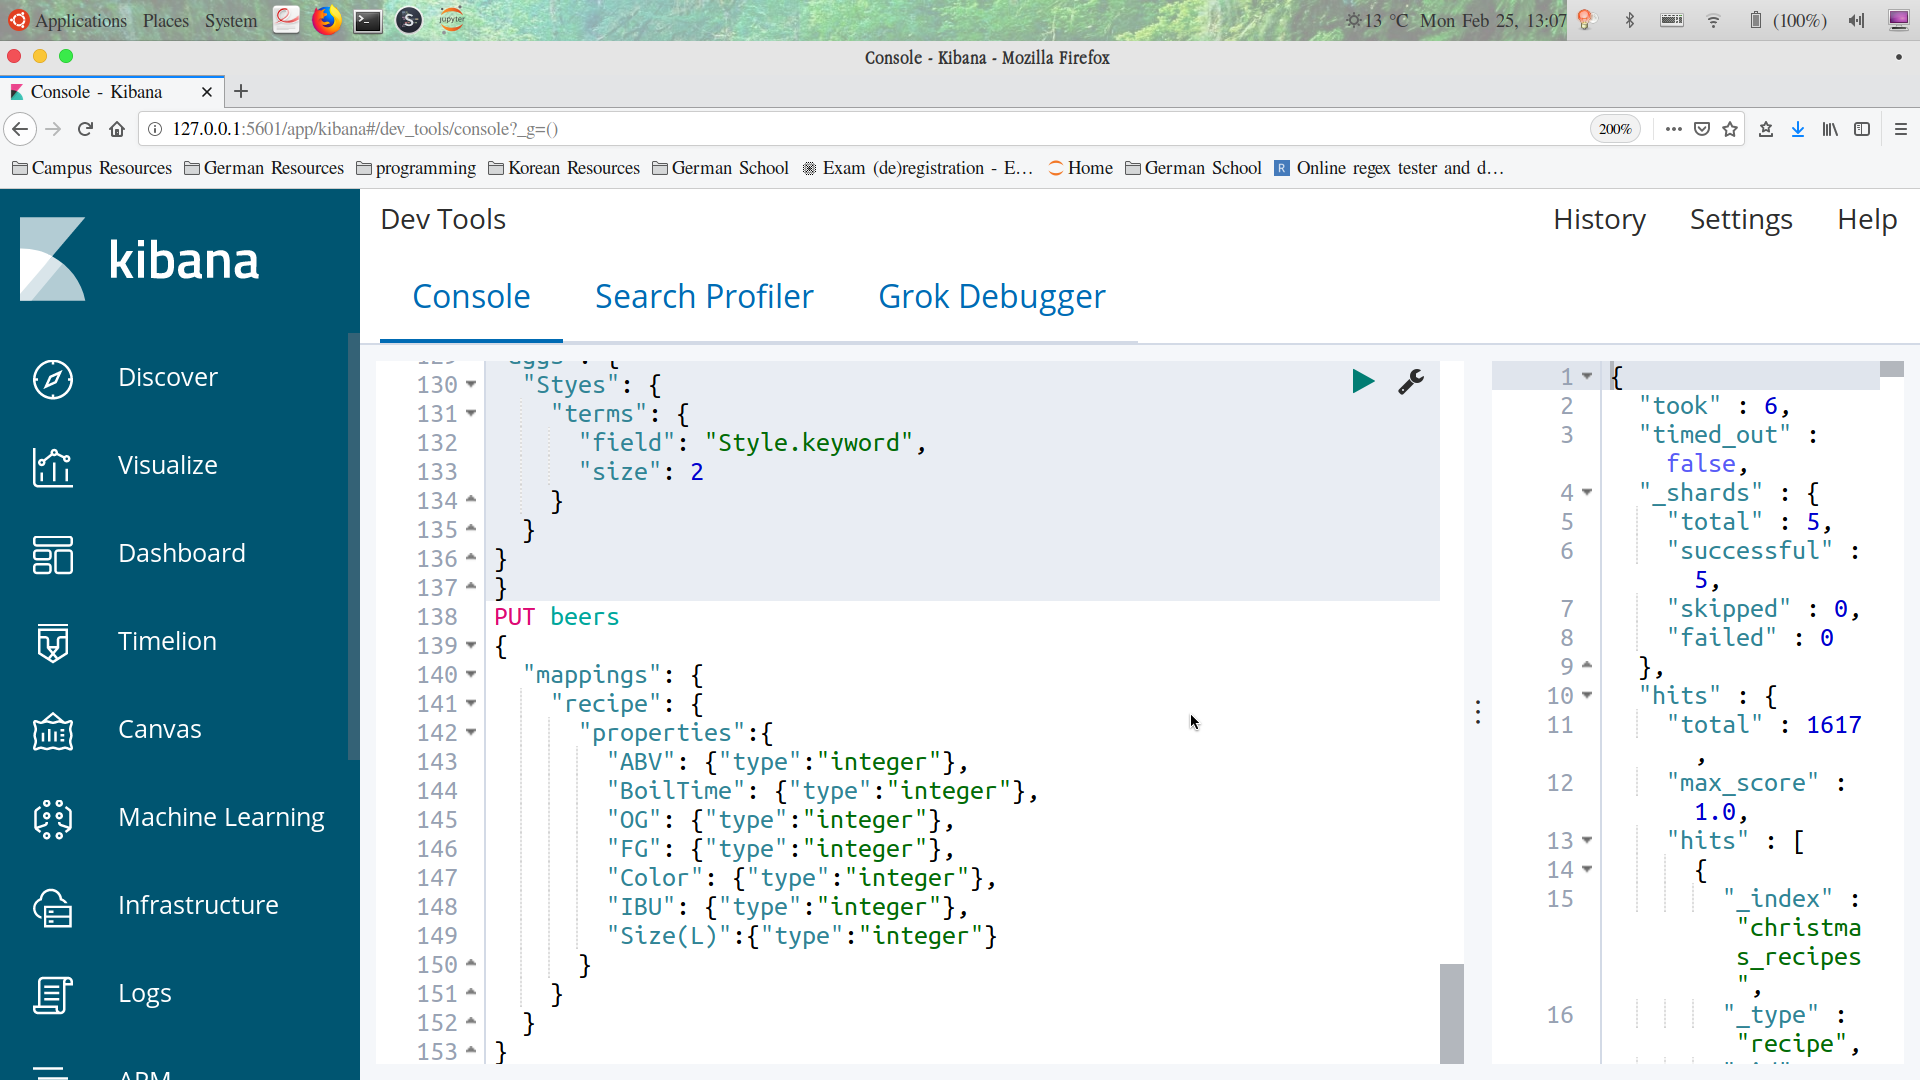 Applications Places System jupyter 13 °C Mon Feb 25, 13:07 (100%)
Console - Kibana - Mozilla Firefox
Console - Kibana
127.0.0.1:5601/app/kibana#/dev_tools/console?_g=() 200%
Campus Resources German Resources programming Korean Resources German School Exam (de)registration - E... Home German School R Online regex tester and d...
kibana
Discover
Visualize
Dashboard
Timelion
Canvas
Machine Learning
Infrastructure
Logs
APM
Dev Tools
History Settings Help
Console Search Profiler Grok Debugger
129 "aggs": {
130 "Styes": {
131 "terms": {
132 "field": "Style.keyword",
133 "size": 2
134 }
135 }
136 }
137 }
138 PUT beers
139 {
140 "mappings": {
141 "recipe": {
142 "properties":{
143 "ABV": {"type":"integer"},
144 "BoilTime": {"type":"integer"},
145 "OG": {"type":"integer"},
146 "FG": {"type":"integer"},
147 "Color": {"type":"integer"},
148 "IBU": {"type":"integer"},
149 "Size(L)":{"type":"integer"}
150 }
151 }
152 }
153 }
1 {
2 "took" : 6,
3 "timed_out" :
false,
4 "_shards" : {
5 "total" : 5,
6 "successful" :
5,
7 "skipped" : 0,
8 "failed" : 0
9 },
10 "hits" : {
11 "total" : 1617
,
12 "max_score" :
1.0,
13 "hits" : [
14 {
15 "_index" :
"christma
s_recipes
",
16 "_type" :
"recipe",